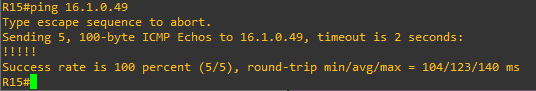 R15#ping 16.1.0.49
Type escape sequence to abort.
Sending 5, 100-byte ICMP Echos to 16.1.0.49, timeout is 2 seconds:
!!!!!
Success rate is 100 percent (5/5), round-trip min/avg/max = 104/123/140 ms
R15#